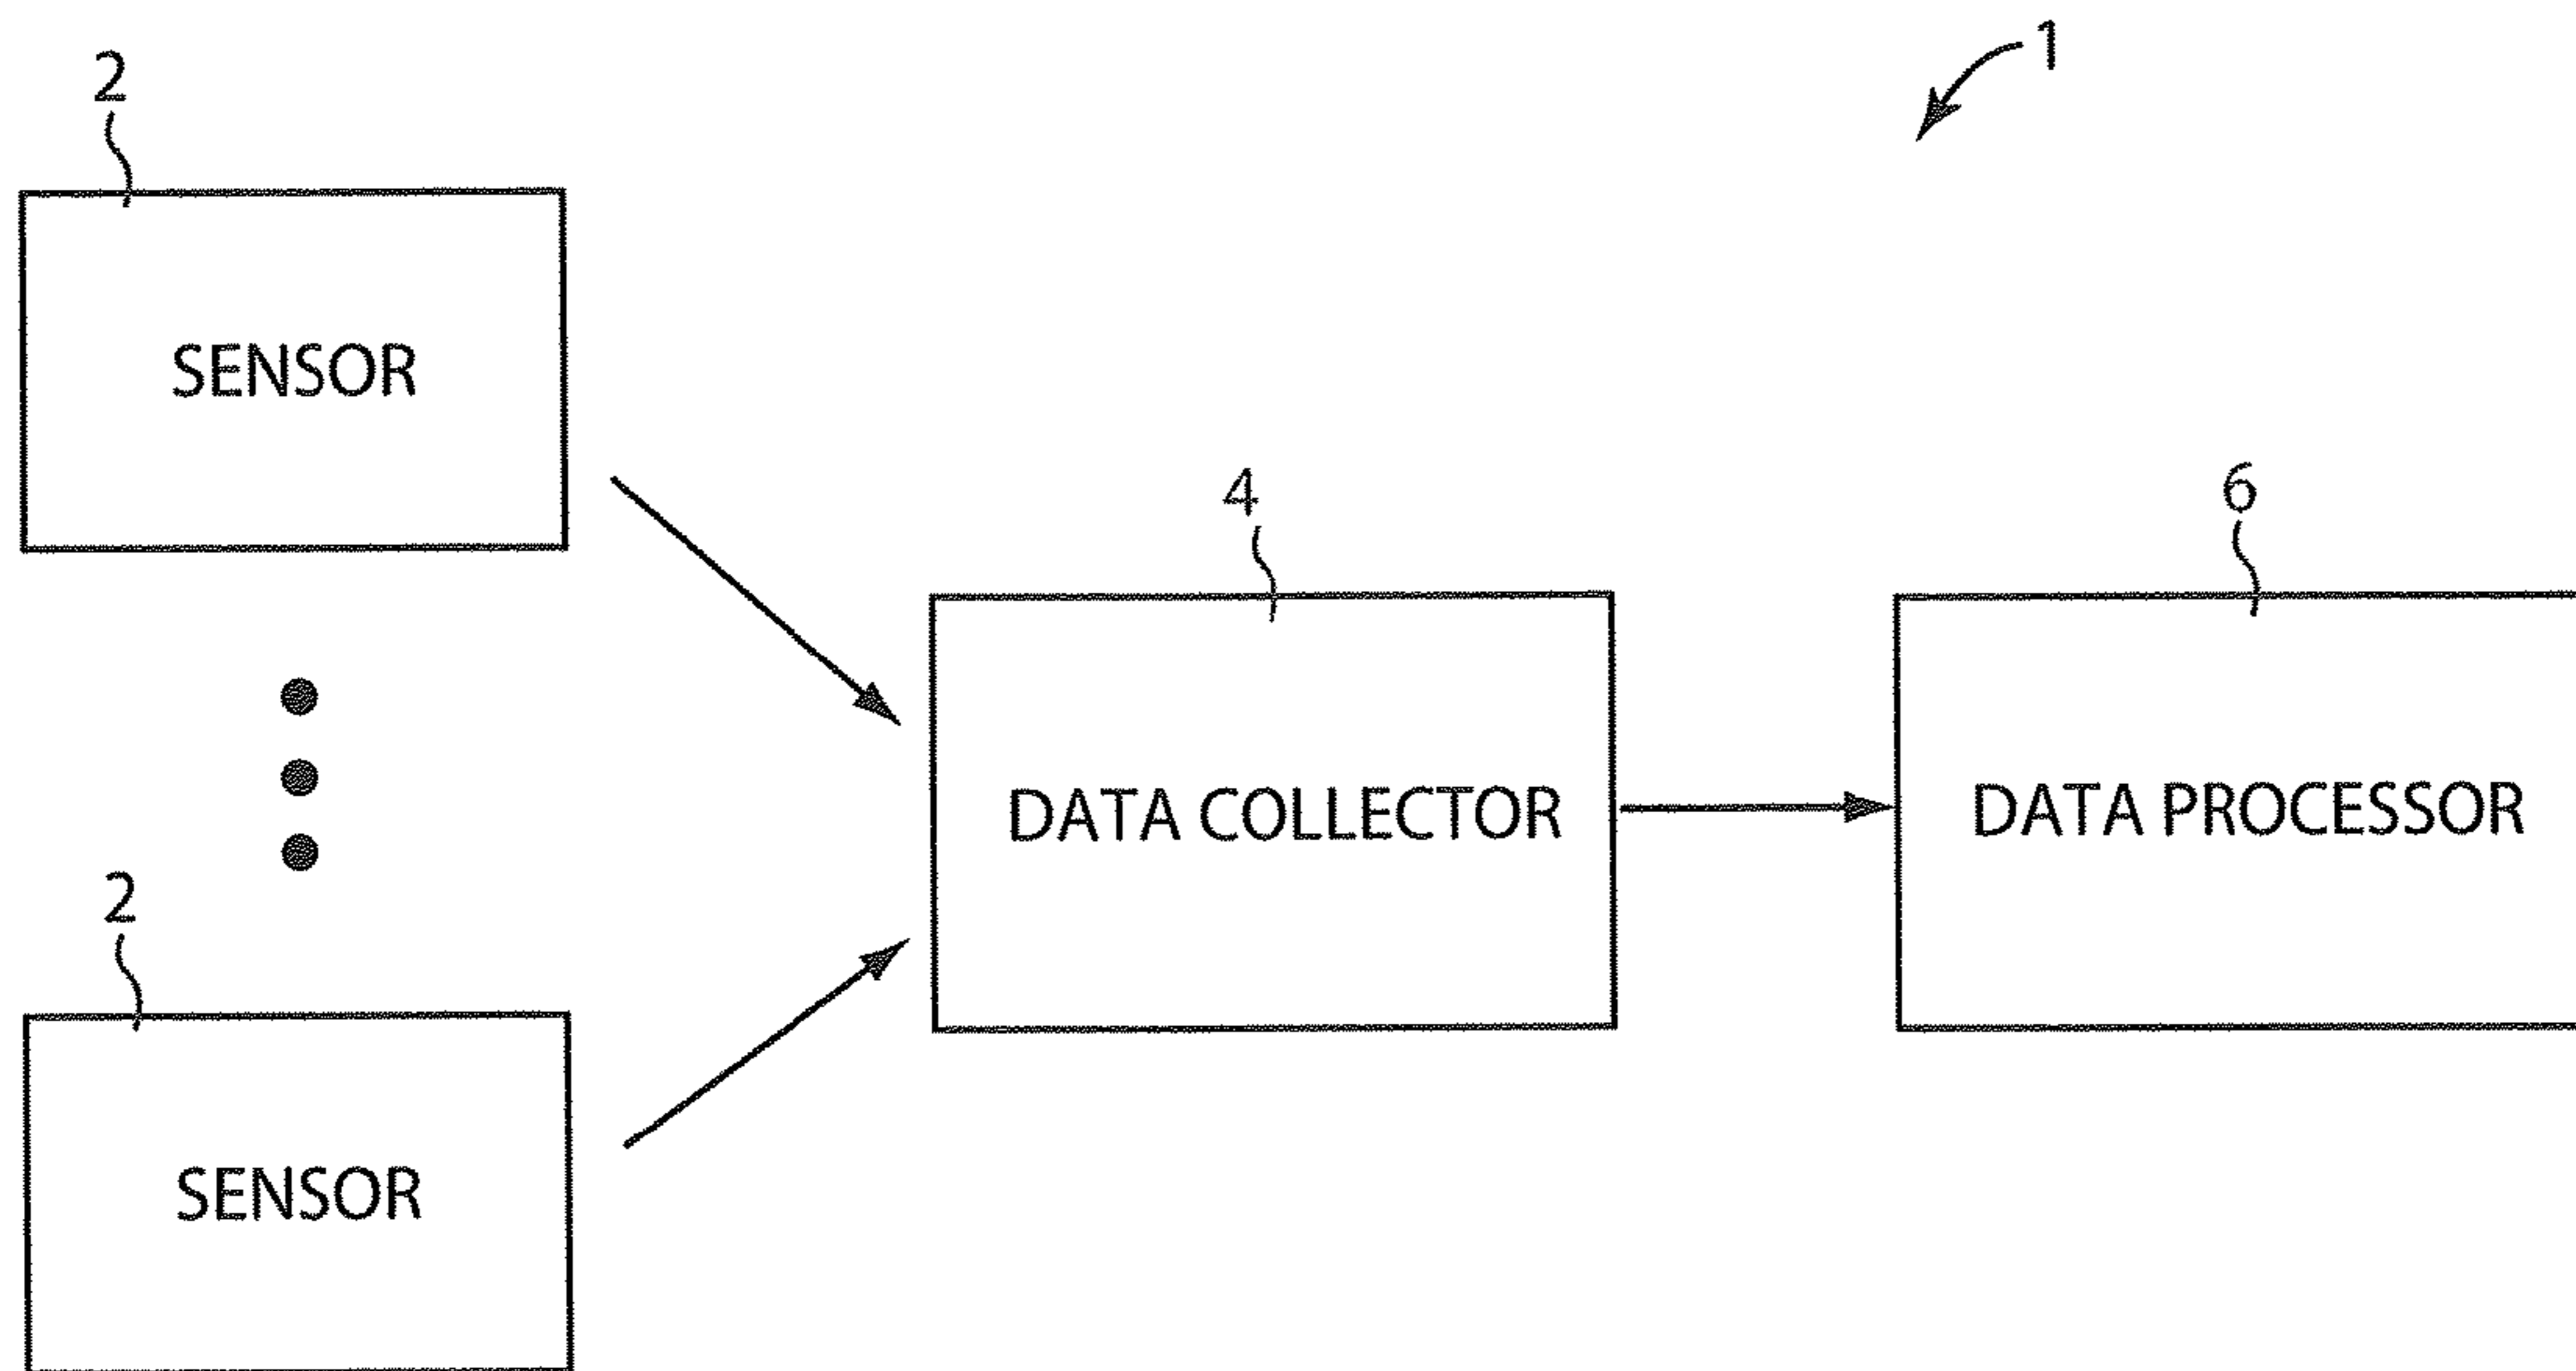 1
2
SENSOR
4
6
DATA COLLECTOR
DATA PROCESSOR
2
SENSOR